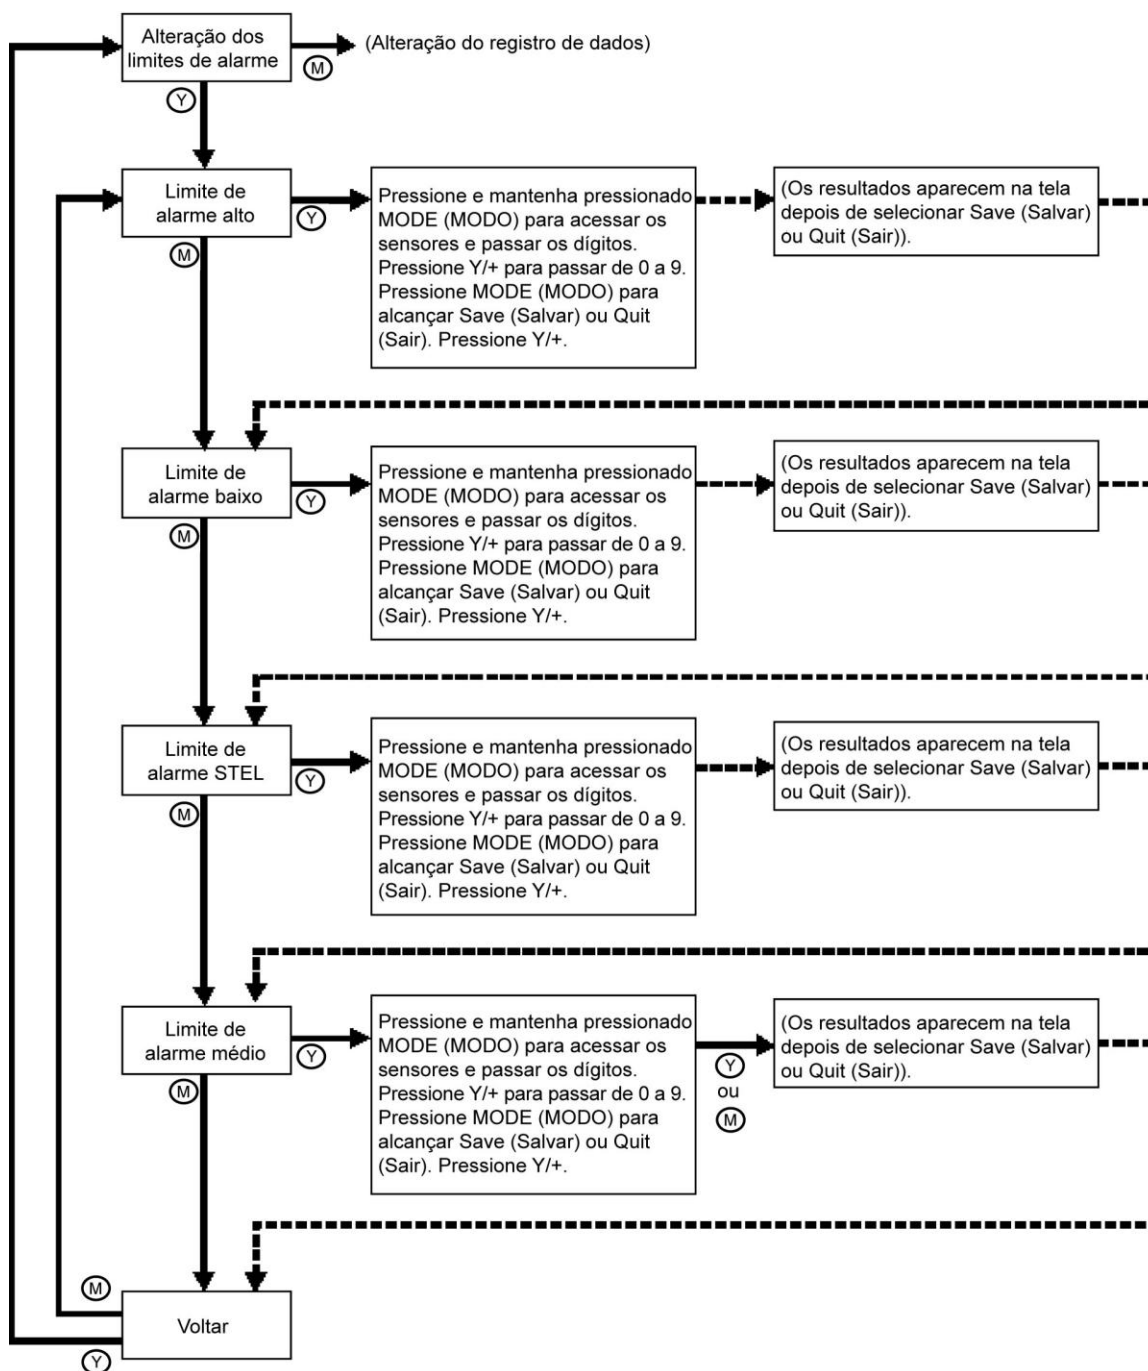 Alteração dos
limites de alarme
(Alteração do registro de dados)
M
Y
Limite de
alarme alto
Y
M
Pressione e mantenha pressionado
MODE (MODO) para acessar os
sensores e passar os dígitos.
Pressione Y/+ para passar de 0 a 9.
Pressione MODE (MODO) para
alcançar Save (Salvar) ou Quit
(Sair). Pressione Y/+.
(Os resultados aparecem na tela
depois de selecionar Save (Salvar)
ou Quit (Sair)).
Limite de
alarme baixo
Y
M
Pressione e mantenha pressionado
MODE (MODO) para acessar os
sensores e passar os dígitos.
Pressione Y/+ para passar de 0 a 9.
Pressione MODE (MODO) para
alcançar Save (Salvar) ou Quit
(Sair). Pressione Y/+.
(Os resultados aparecem na tela
depois de selecionar Save (Salvar)
ou Quit (Sair)).
Limite de
alarme STEL
Y
M
Pressione e mantenha pressionado
MODE (MODO) para acessar os
sensores e passar os dígitos.
Pressione Y/+ para passar de 0 a 9.
Pressione MODE (MODO) para
alcançar Save (Salvar) ou Quit
(Sair). Pressione Y/+.
(Os resultados aparecem na tela
depois de selecionar Save (Salvar)
ou Quit (Sair)).
Limite de
alarme médio
Y
M
Pressione e mantenha pressionado
MODE (MODO) para acessar os
sensores e passar os dígitos.
Pressione Y/+ para passar de 0 a 9.
Pressione MODE (MODO) para
alcançar Save (Salvar) ou Quit
(Sair). Pressione Y/+.
Y
ou
M
(Os resultados aparecem na tela
depois de selecionar Save (Salvar)
ou Quit (Sair)).
M
Voltar
Y